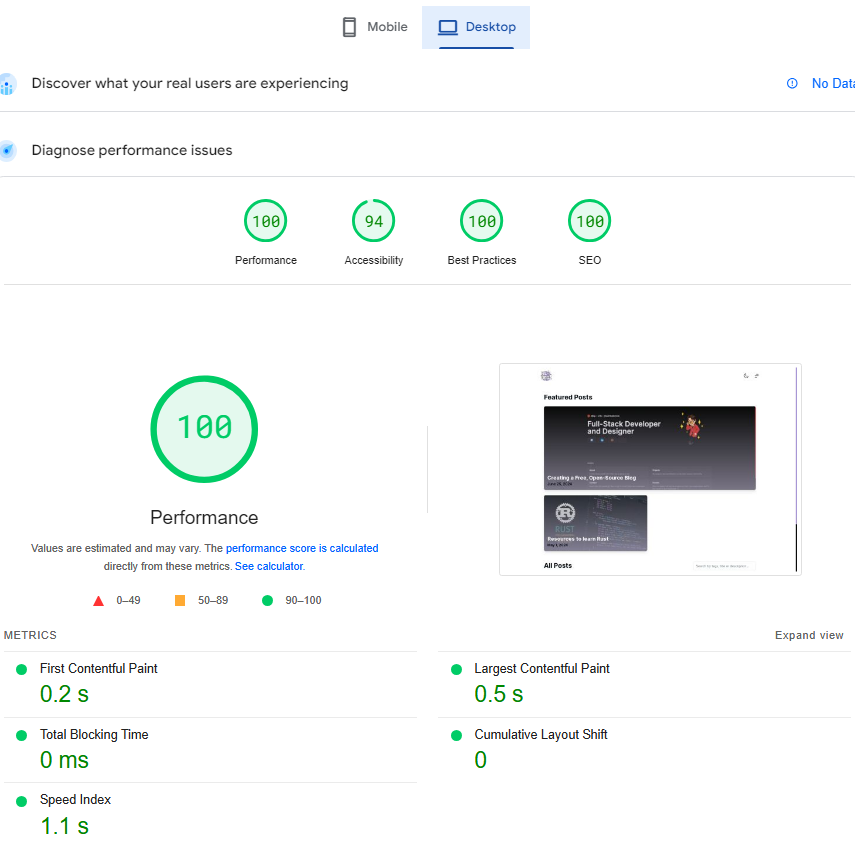 Mobile
Desktop
Discover what your real users are experiencing
No Data
Diagnose performance issues
100
94
100
100
Performance
Accessibility
Best Practices
SEO
100
Performance
Values are estimated and may vary. The performance score is calculated
directly from these metrics. See calculator.
0–49
50–89
90–100
Featured Posts
Full-Stack Developer
and Designer
Creating a Free, Open-Source Blog
RUST
Resources to learn Rust
All Posts
METRICS
Expand view
First Contentful Paint
0.2 s
Largest Contentful Paint
0.5 s
Total Blocking Time
0 ms
Cumulative Layout Shift
0
Speed Index
1.1 s